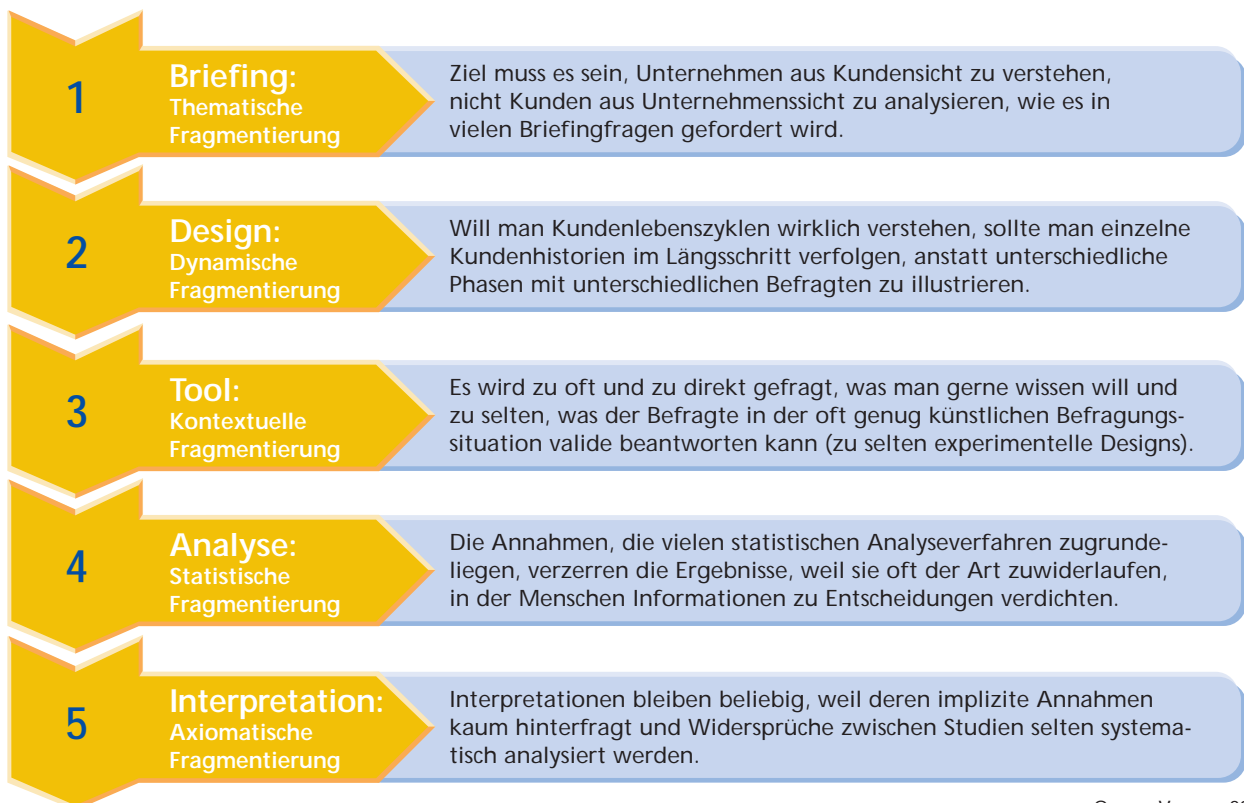 1
Briefing:
Thematische
Fragmentierung
Ziel muss es sein, Unternehmen aus Kundensicht zu verstehen,
nicht Kunden aus Unternehmenssicht zu analysieren, wie es in
vielen Briefingfragen gefordert wird.
2
Design:
Dynamische
Fragmentierung
Will man Kundenlebenszyklen wirklich verstehen, sollte man einzelne
Kundenhistorien im Längsschritt verfolgen, anstatt unterschiedliche
Phasen mit unterschiedlichen Befragten zu illustrieren.
3
Tool:
Kontextuelle
Fragmentierung
Es wird zu oft und zu direkt gefragt, was man gerne wissen will und
zu selten, was der Befragte in der oft genug künstlichen Befragungs-
situation valide beantworten kann (zu selten experimentelle Designs).
4
Analyse:
Statistische
Fragmentierung
Die Annahmen, die vielen statistischen Analyseverfahren zugrunde-
liegen, verzerren die Ergebnisse, weil sie oft der Art zuwiderlaufen,
in der Menschen Informationen zu Entscheidungen verdichten.
5
Interpretation:
Axiomatische
Fragmentierung
Interpretationen bleiben beliebig, weil deren implizite Annahmen
kaum hinterfragt und Widersprüche zwischen Studien selten systema-
tisch analysiert werden.